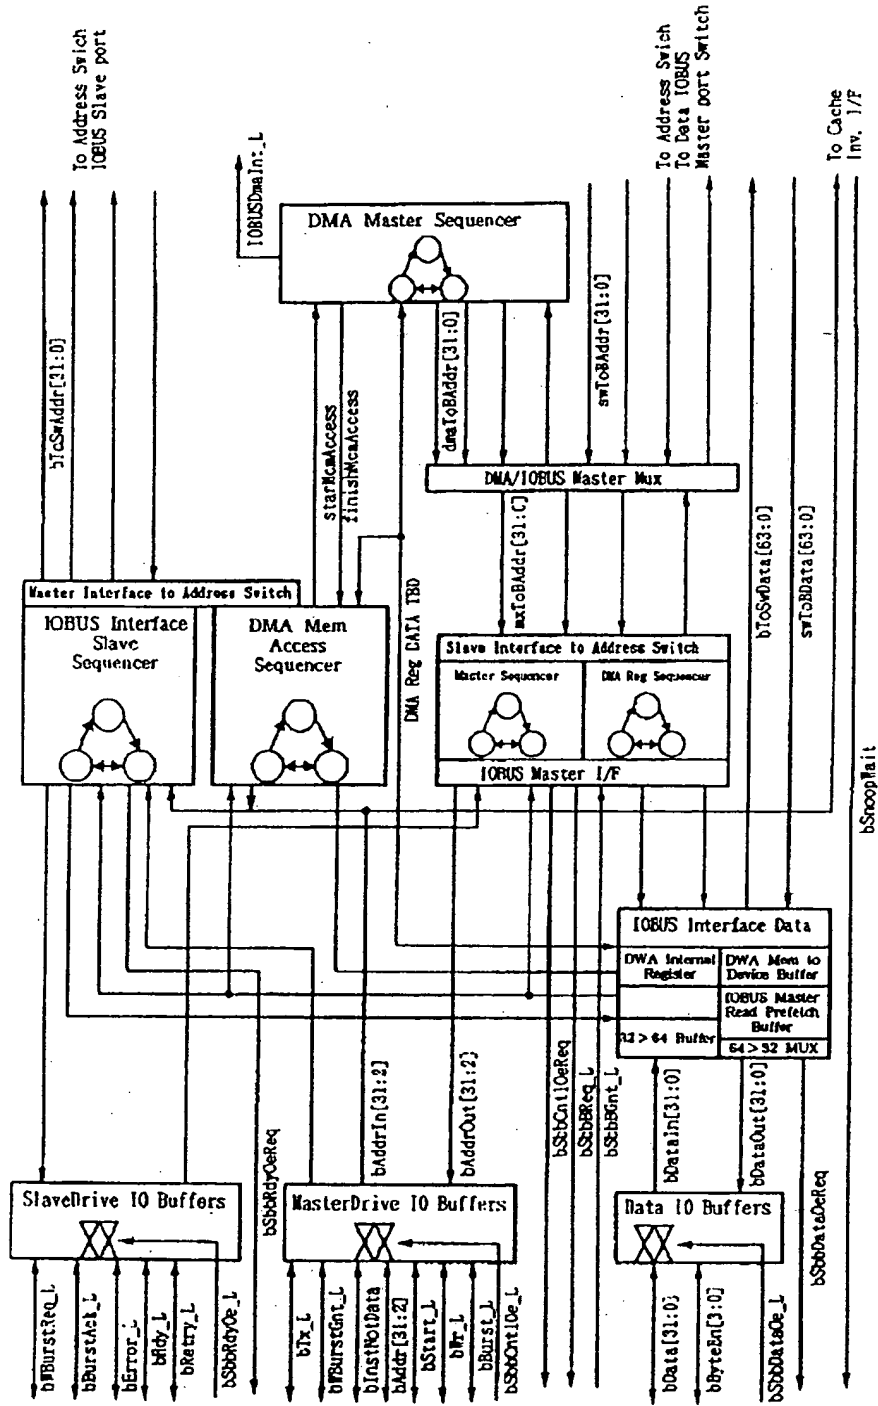 To Address Swich
IOBUS Slave port
IOBUSDmaInt_L
To Address Swich
To Data IOBUS
Master port Switch
To Cache
Inv. I/F
DMA Master Sequencer
bToSwAddr[31:0]
starMcmAccess
finishMcmAccess
dmaToBAddr[31:0]
swToBAddr[31:0]
DMA/IOBUS Master Mux
Master Interface to Address Switch
IOBUS Interface
Slave
Sequencer
DMA Mem
Access
Sequencer
DMA Reg DATA TBD
mxToBAddr[31:C]
bToSwData[63:0]
swToBData[63:0]
Slave Interface to Address Switch
Master Sequencer
DMA Reg Sequencur
IOBUS Master I/F
bSnoopWait
IOBUS Interface Data
DWA Internal
Register
DWA Mem to
Device Buffer
IOBUS Master
Read Prefetch
Buffer
32>64 Buffer
64>32 MUX
bSbbRdyOeReq
bAddrIn[31:2]
bAddrOut[31:2]
bSbbCntlOeReq
bSbbBReq_L
bSbbBGnt_L
bDataIn[31:0]
bDataOut[31:0]
bSbbDataOeReq
SlaveDrive IO Buffers
MasterDrive IO Buffers
Data IO Buffers
bWBurstReq_L
bBurstAck_L
bError_L
bRdy_L
bRetry_L
bSbbRdyOe_L
bTx_L
bWBurstGnt_L
bInstNotData
bAddr[31:2]
bStart_L
bWr_L
bBurst_L
bSbbCntlOe_L
bData[31:0]
bByteEn[3:0]
bSbbDataOe_L